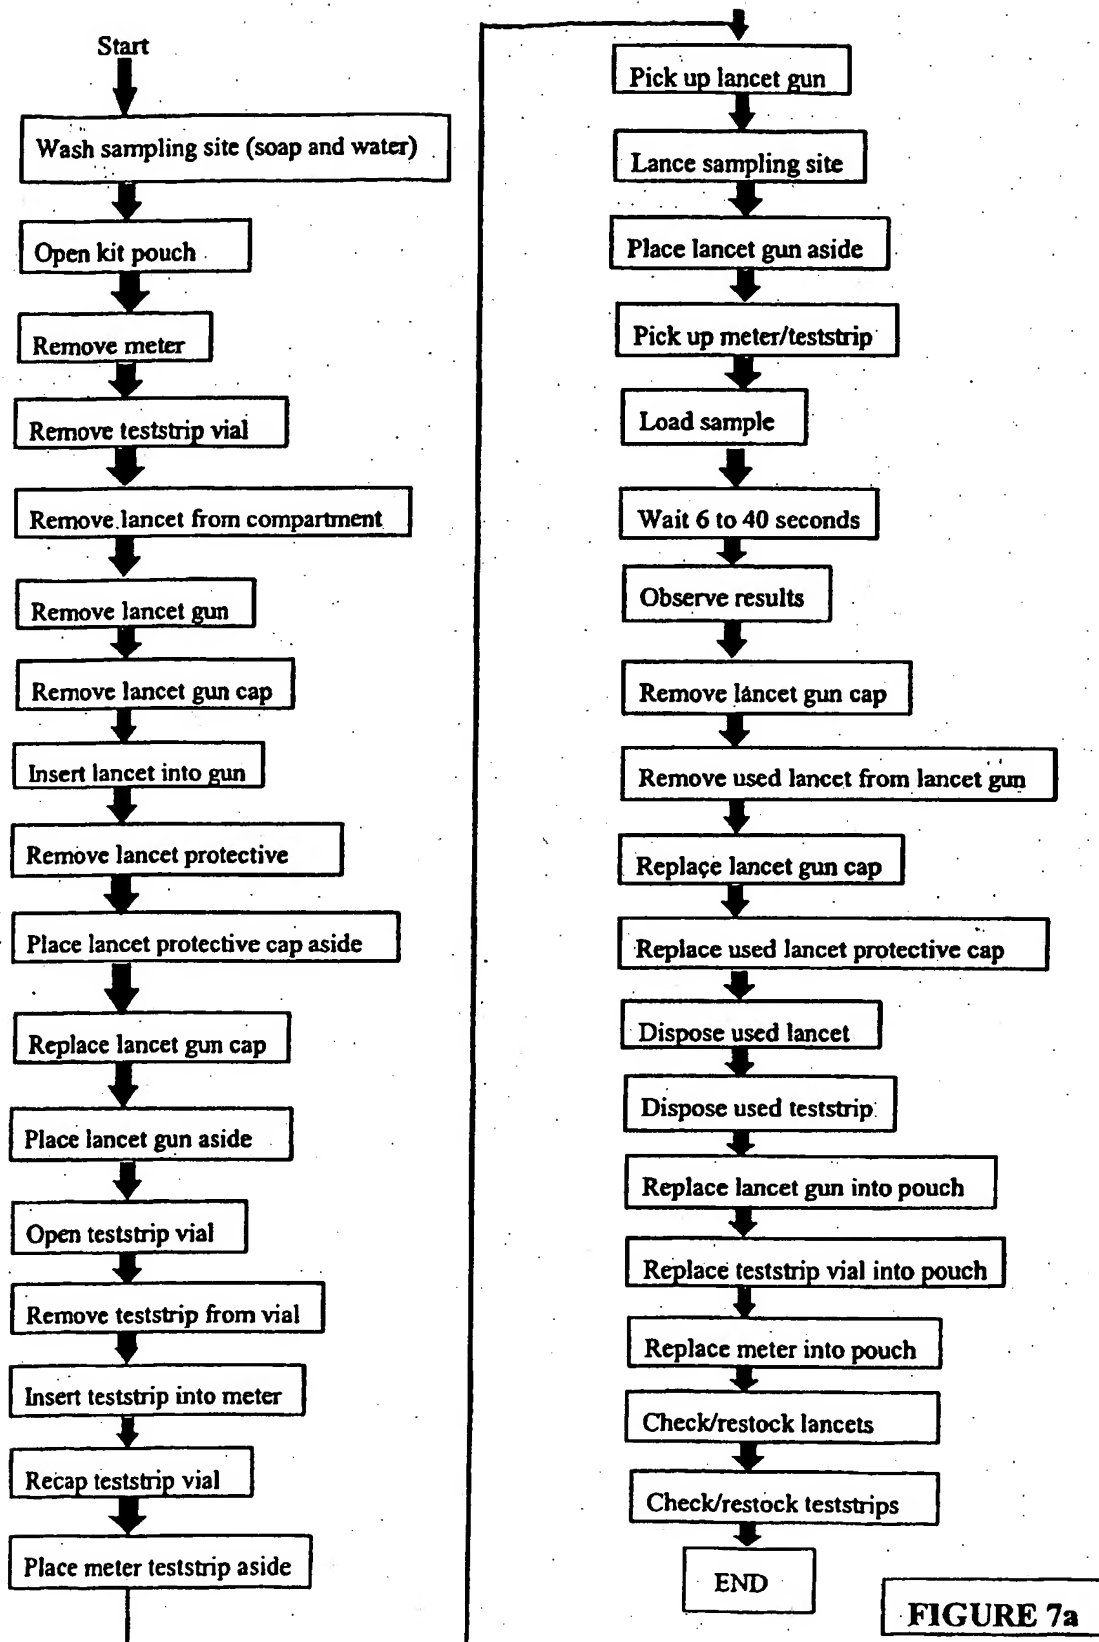 Start
Wash sampling site (soap and water)
Open kit pouch
Remove meter
Remove teststrip vial
Remove lancet from compartment
Remove lancet gun
Remove lancet gun cap
Insert lancet into gun
Remove lancet protective
Place lancet protective cap aside
Replace lancet gun cap
Place lancet gun aside
Open teststrip vial
Remove teststrip from vial
Insert teststrip into meter
Recap teststrip vial
Place meter teststrip aside
Pick up lancet gun
Lance sampling site
Place lancet gun aside
Pick up meter/teststrip
Load sample
Wait 6 to 40 seconds
Observe results
Remove lancet gun cap
Remove used lancet from lancet gun
Replace lancet gun cap
Replace used lancet protective cap
Dispose used lancet
Dispose used teststrip
Replace lancet gun into pouch
Replace teststrip vial into pouch
Replace meter into pouch
Check/restock lancets
Check/restock teststrips
END
FIGURE 7a